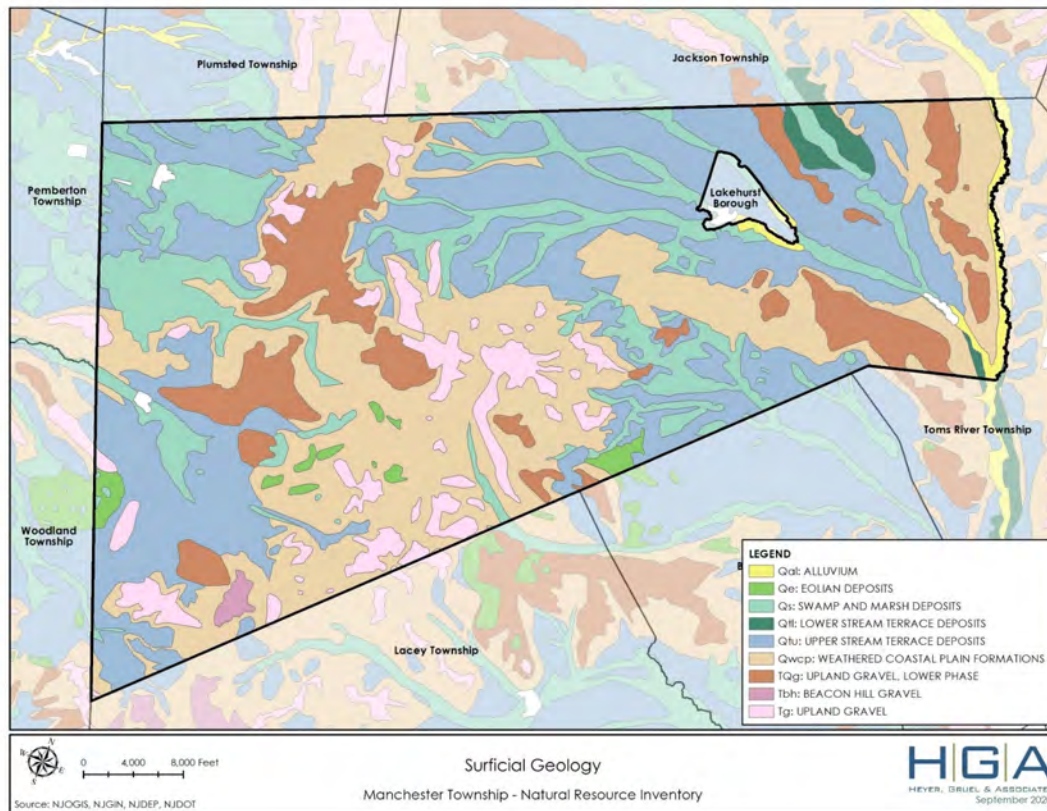 Plumsted Township
Jackson Township
Pemberton
Township
Lakehurst
Borough
Toms River Township
Woodland
Township
Lacey Township
B
LEGEND
Qal: ALLUVIUM
Qe: EOLIAN DEPOSITS
Qs: SWAMP AND MARSH DEPOSITS
Qtl: LOWER STREAM TERRACE DEPOSITS
Qtu: UPPER STREAM TERRACE DEPOSITS
Qwcp: WEATHERED COASTAL PLAIN FORMATIONS
TQg: UPLAND GRAVEL, LOWER PHASE
Tbh: BEACON HILL GRAVEL
Tg: UPLAND GRAVEL
N
W
E
S
0 4,000 8,000 Feet
Source: NJOGIS, NJGIN, NJDEP, NJDOT
Surficial Geology
Manchester Township - Natural Resource Inventory
H|G|A
HEYER, GRUEL & ASSOCIATE
September 202